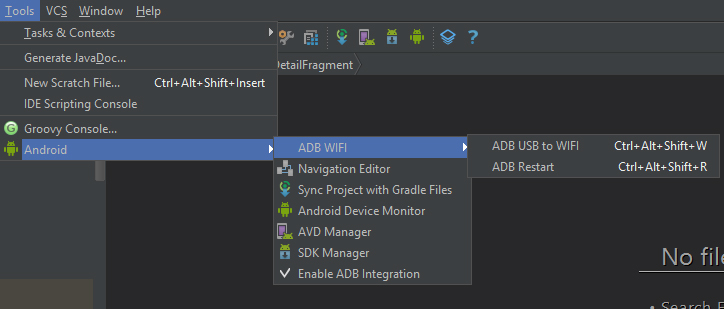 Tools VCS Window Help
Tasks & Contexts
Generate JavaDoc...
New Scratch File... Ctrl+Alt+Shift+Insert
IDE Scripting Console
Groovy Console...
Android
DetailFragment
ADB WIFI
Navigation Editor
Sync Project with Gradle Files
Android Device Monitor
AVD Manager
SDK Manager
Enable ADB Integration
ADB USB to WIFI Ctrl+Alt+Shift+W
ADB Restart Ctrl+Alt+Shift+R
No file
• Search